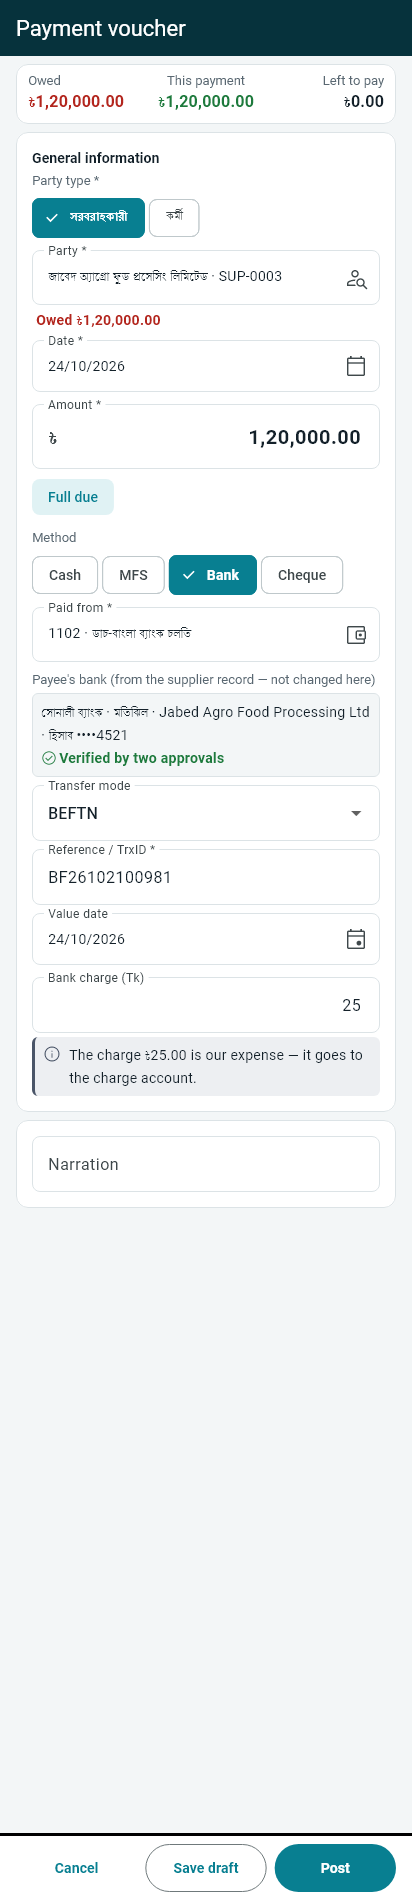 Payment voucher
Owed This payment Left to pay
৳1,20,000.00 ৳1,20,000.00 ৳0.00
General information
Party type *
সরবরাহকারী কর্মী
Party *
জাবেদ অ্যাগ্রো ফুড প্রসেসিং লিমিটেড · SUP-0003
Owed ৳1,20,000.00
Date *
24/10/2026
Amount *
৳ 1,20,000.00
Full due
Method
Cash MFS Bank Cheque
Paid from *
1102 · ডাচ-বাংলা ব্যাংক চলতি
Payee's bank (from the supplier record — not changed here)
সোনালী ব্যাংক · মতিঝিল · Jabed Agro Food Processing Ltd
· হিসাব ••••4521
Verified by two approvals
Transfer mode
BEFTN
Reference / TrxID *
BF26102100981
Value date
24/10/2026
Bank charge (Tk)
25
The charge ৳25.00 is our expense — it goes to
the charge account.
Narration
Cancel Save draft Post